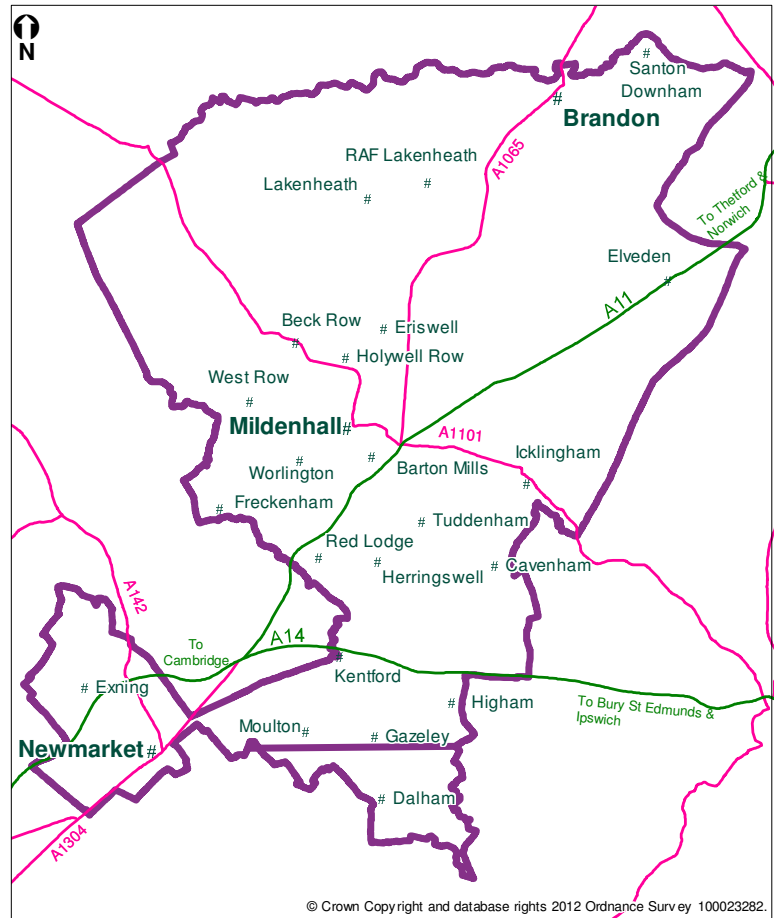 N
Santon
Downham
Brandon
RAF Lakenheath
A1065
Lakenheath
To Thetford &
Norwich
Elveden
A11
Beck Row
Eriswell
Holywell Row
West Row
Mildenhall
A1101
Icklingham
Barton Mills
Worlington
Freckenham
Tuddenham
Red Lodge
Cavenham
Herringswell
A142
To
Cambridge
A14
Kentford
Exning
Higham
To Bury St Edmunds &
Ipswich
Moulton
Gazeley
Newmarket
Dalham
A1304
© Crown Copyright and database rights 2012 Ordnance Survey 100023282.